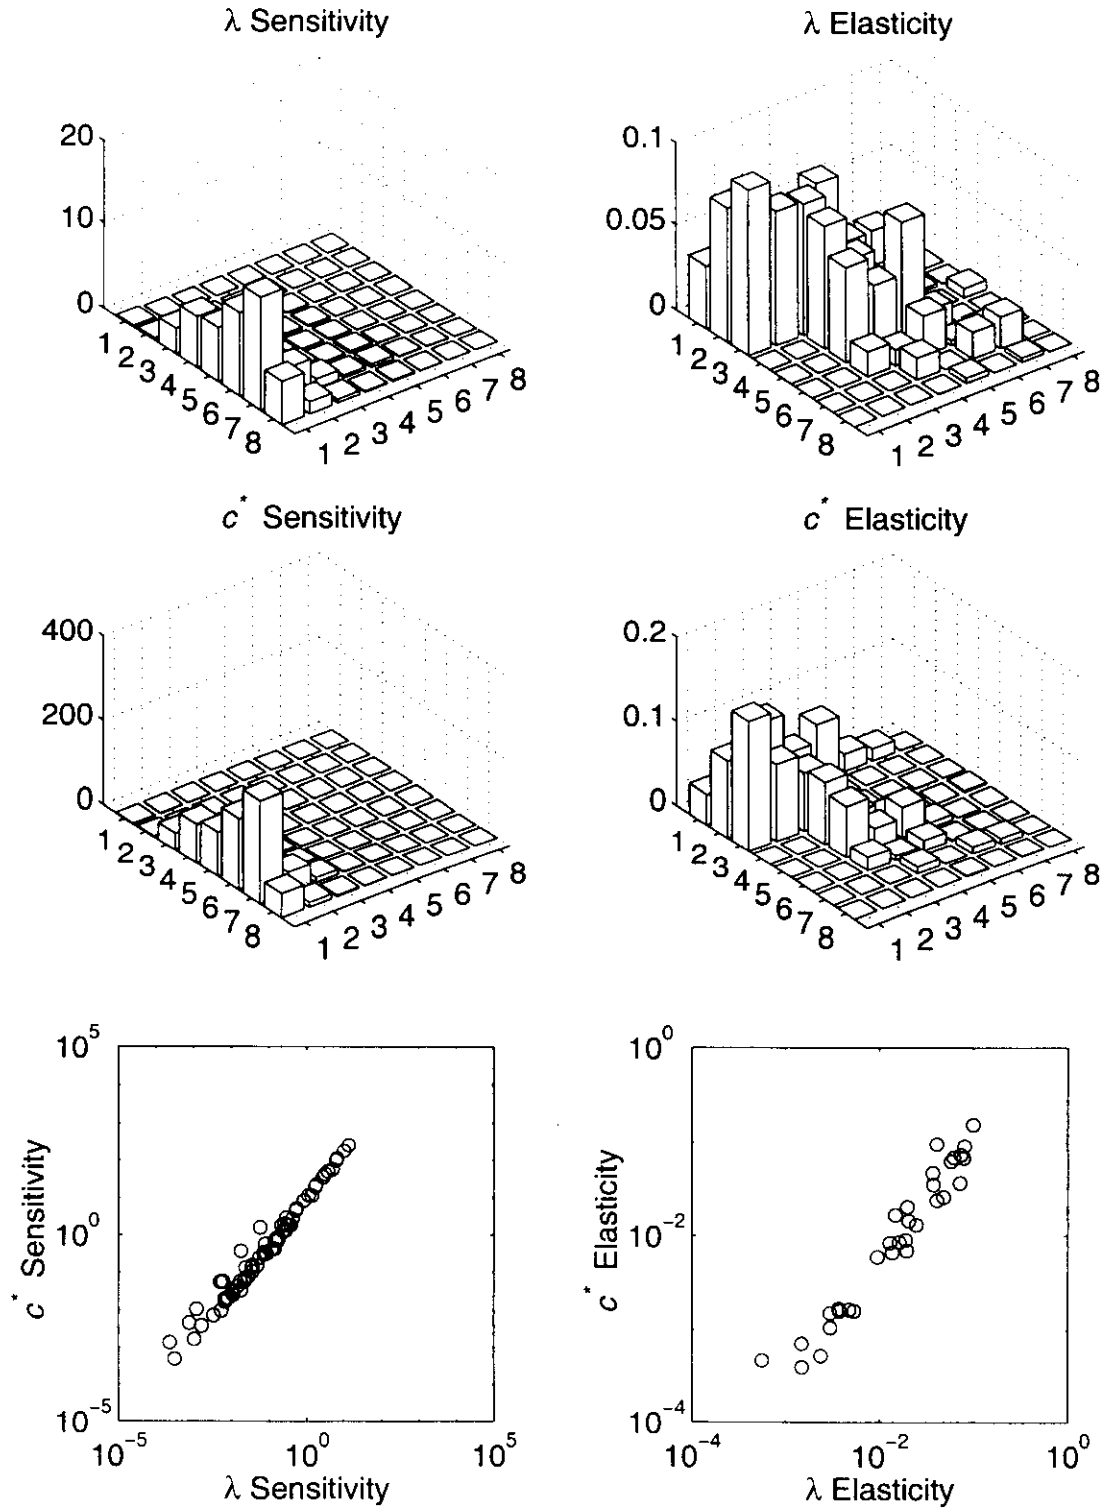 λ Sensitivity
λ Elasticity
20
10
0
1 2 3 4 5 6 7 8
1 2 3 4 5 6 7 8
0.1
0.05
0
1 2 3 4 5 6 7 8
1 2 3 4 5 6 7 8
c* Sensitivity
c* Elasticity
400
200
0
1 2 3 4 5 6 7 8
1 2 3 4 5 6 7 8
0.2
0.1
0
1 2 3 4 5 6 7 8
1 2 3 4 5 6 7 8
10^5
10^0
10^-5
c* Sensitivity
10^-5 10^0 10^5
λ Sensitivity
10^0
10^-2
10^-4
c* Elasticity
10^-4 10^-2 10^0
λ Elasticity